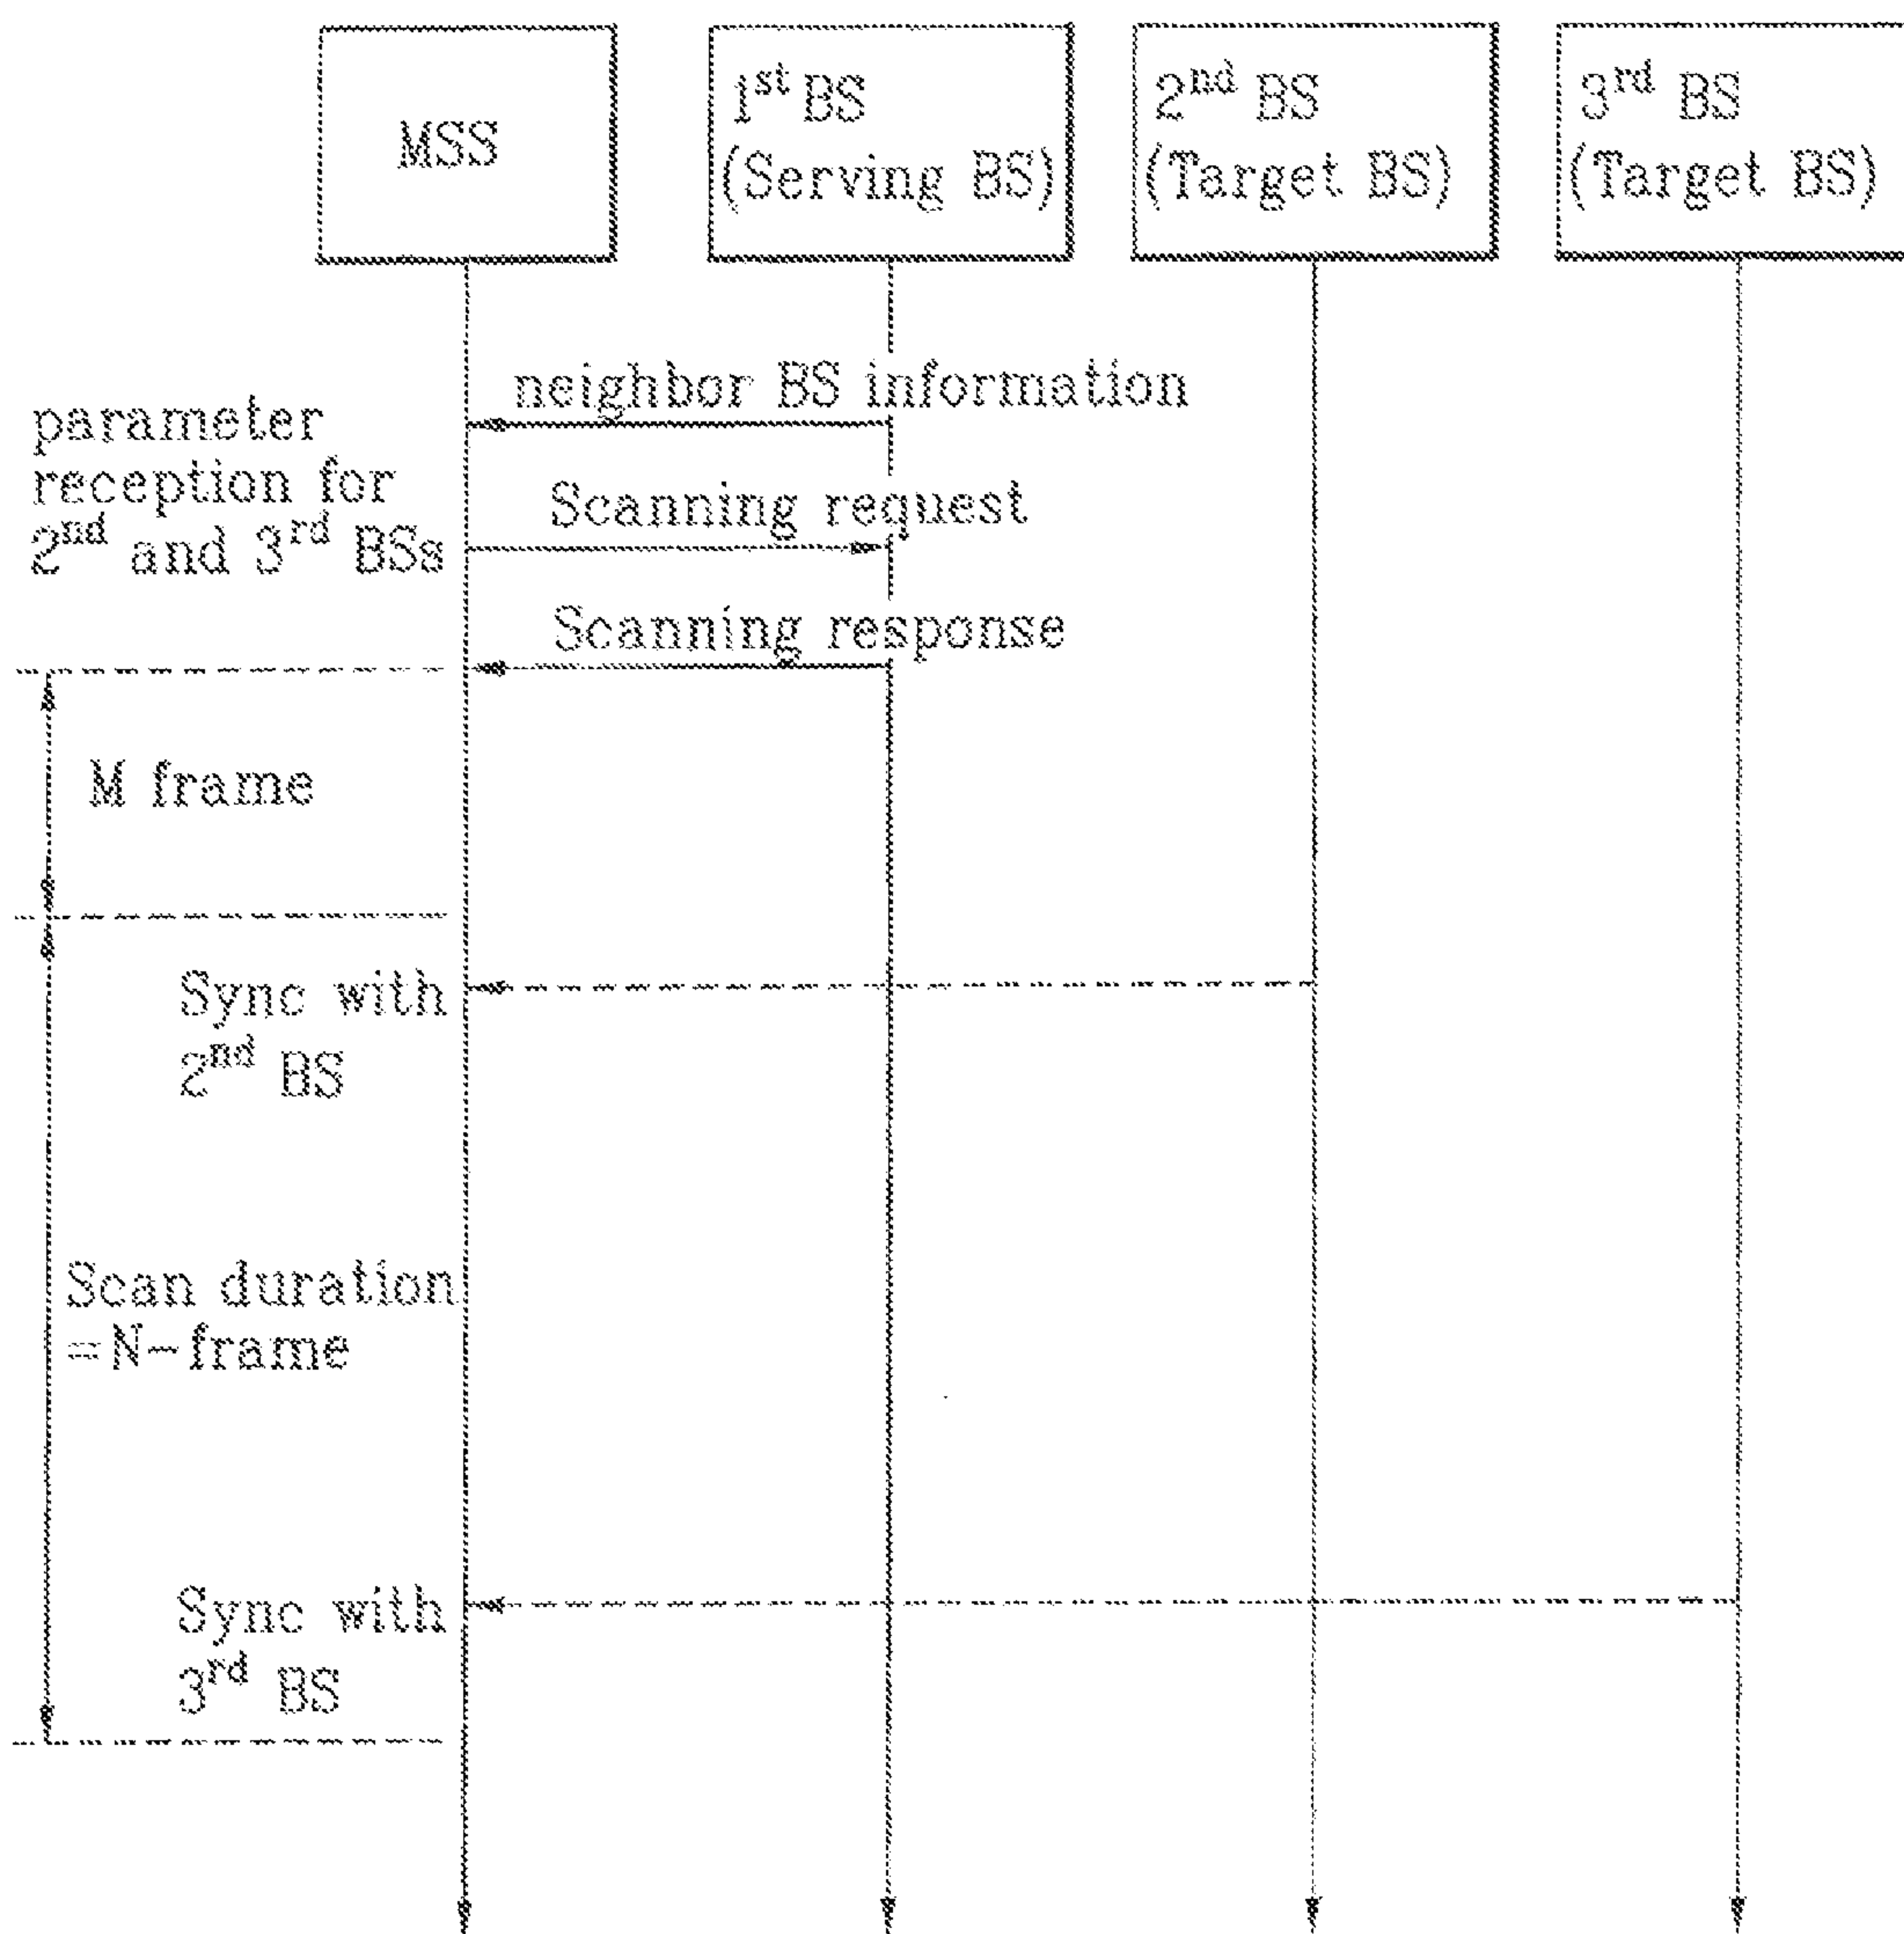 MSS
1st BS
(Serving BS)
2nd BS
(Target BS)
3rd BS
(Target BS)
neighbor BS information
parameter
reception for
2nd and 3rd BSs
Scanning request
Scanning response
M frame
Sync with
2nd BS
Scan duration
=N-frame
Sync with
3rd BS